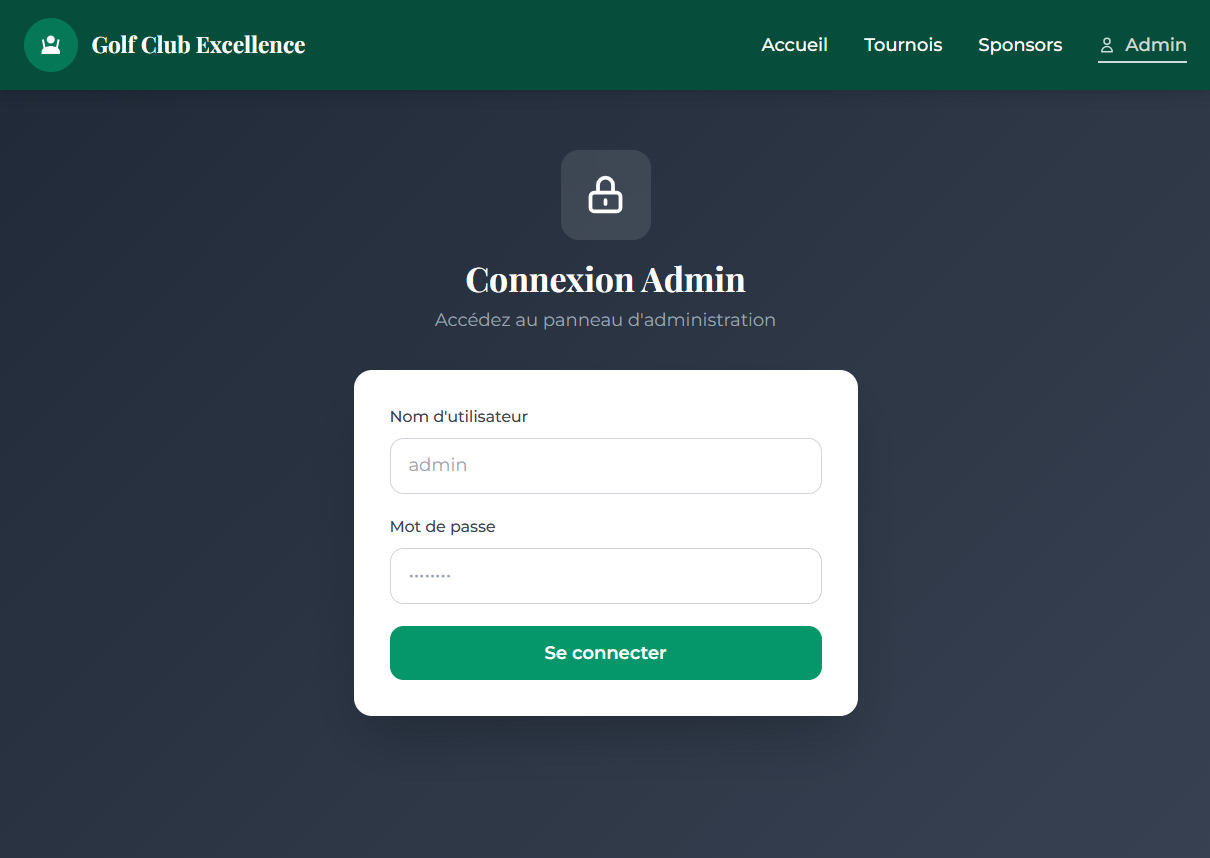 Golf Club Excellence
Accueil Tournois Sponsors Admin
Connexion Admin
Accédez au panneau d'administration
Nom d'utilisateur
admin
Mot de passe
••••••••
Se connecter